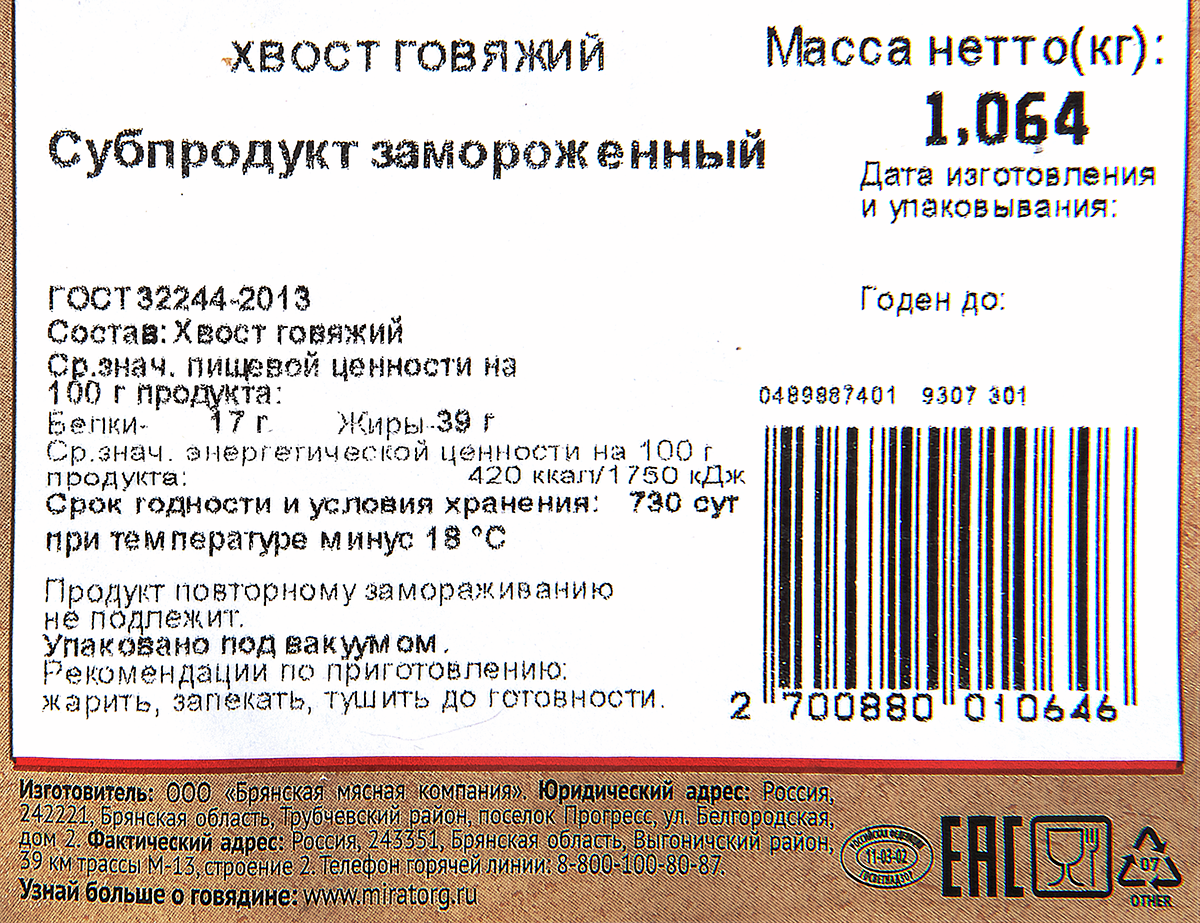 ХВОСТ ГОВЯЖИЙ
Субпродукт замороженный
Масса нетто(кг):
1,064
Дата изготовления
и упаковывания:
Годен до:
ГОСТ 32244-2013
Состав: Хвост говяжий
Ср.знач. пищевой ценности на
100 г продукта:
Белки- 17 г Жиры-39 г
Ср.знач. энергетической ценности на 100 г
продукта: 420 ккал/1750 кДж
Срок годности и условия хранения: 730 сут
при температуре минус 18 °С
Продукт повторному замораживанию
не подлежит.
Упаковано под вакуумом.
Рекомендации по приготовлению:
жарить, запекать, тушить до готовности.
0489887401 9307 301
2 700880 010646
Изготовитель: ООО «Брянская мясная компания». Юридический адрес: Россия,
242221, Брянская область, Трубчевский район, поселок Прогресс, ул. Белгородская,
дом 2. Фактический адрес: Россия, 243351, Брянская область, Выгоничский район,
39 км трассы М-13, строение 2. Телефон горячей линии: 8-800-100-80-87.
Узнай больше о говядине: www.miratorg.ru
РОССИЙСКАЯ ФЕДЕРАЦИЯ
11-03-02
ГОСВЕТНАДЗОР
EAC
07
OTHER